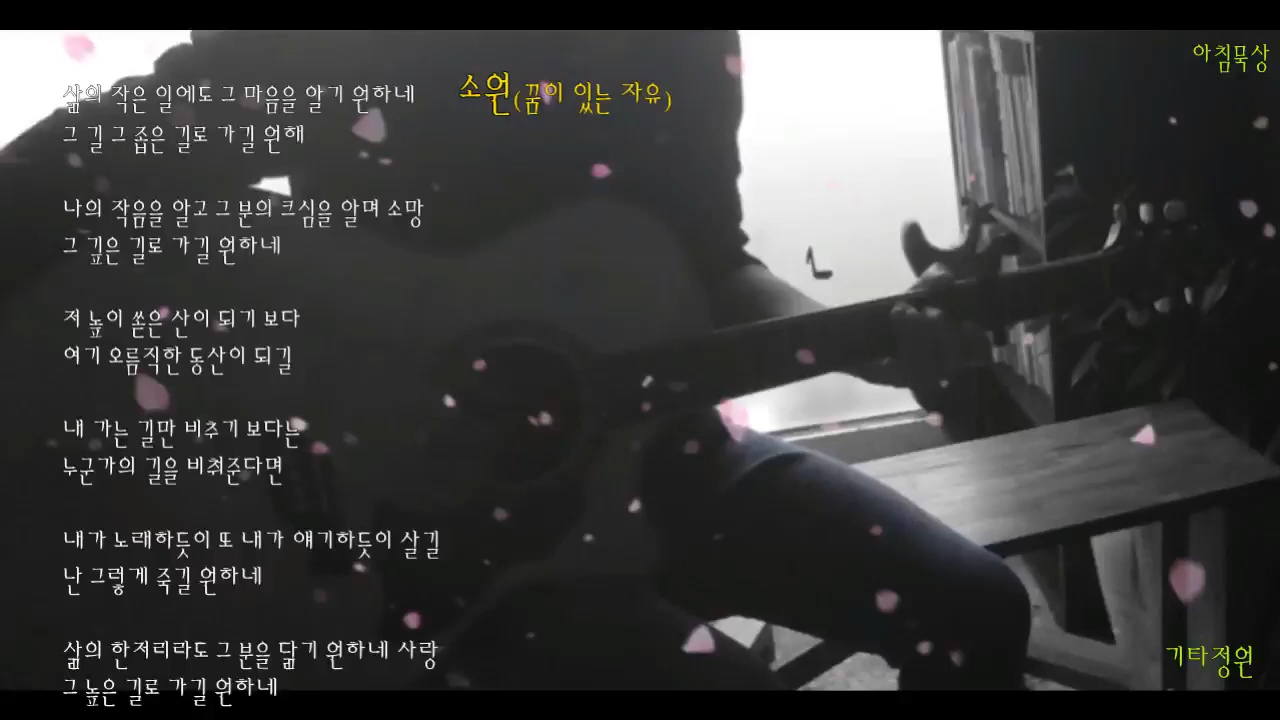 아침묵상
소원(꿈이 있는 자유)
삶의 작은 일에도 그 마음을 알기 원하네
그 길 그 좁은 길로 가길 원해
나의 작음을 알고 그 분의 크심을 알며 소망
그 깊은 길로 가길 원하네
저 높이 솟은 산이 되기 보다
여기 오름직한 동산이 되길
내 가는 길만 비추기 보다는
누군가의 길을 비춰준다면
내가 노래하듯이 또 내가 얘기하듯이 살길
난 그렇게 죽길 원하네
삶의 한저리라도 그 분을 닮기 원하네 사랑
그 높은 길로 가길 원하네
기타정원